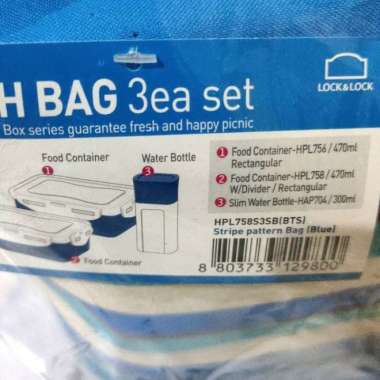 H BAG 3ea set
Box series guarantee fresh and happy picnic
LOCK&LOCK
Food Container
1
Water Bottle
3
2 Food Container
1 Food Container-HPL756 / 470ml
Rectangular
2 Food Container-HPL758 / 470ml
W/Divider / Rectangular
3 Slim Water Bottle-HAP704 / 300ml
HPL758S3SB(BTS)
Stripe pattern Bag (Blue)
8 803733 129800